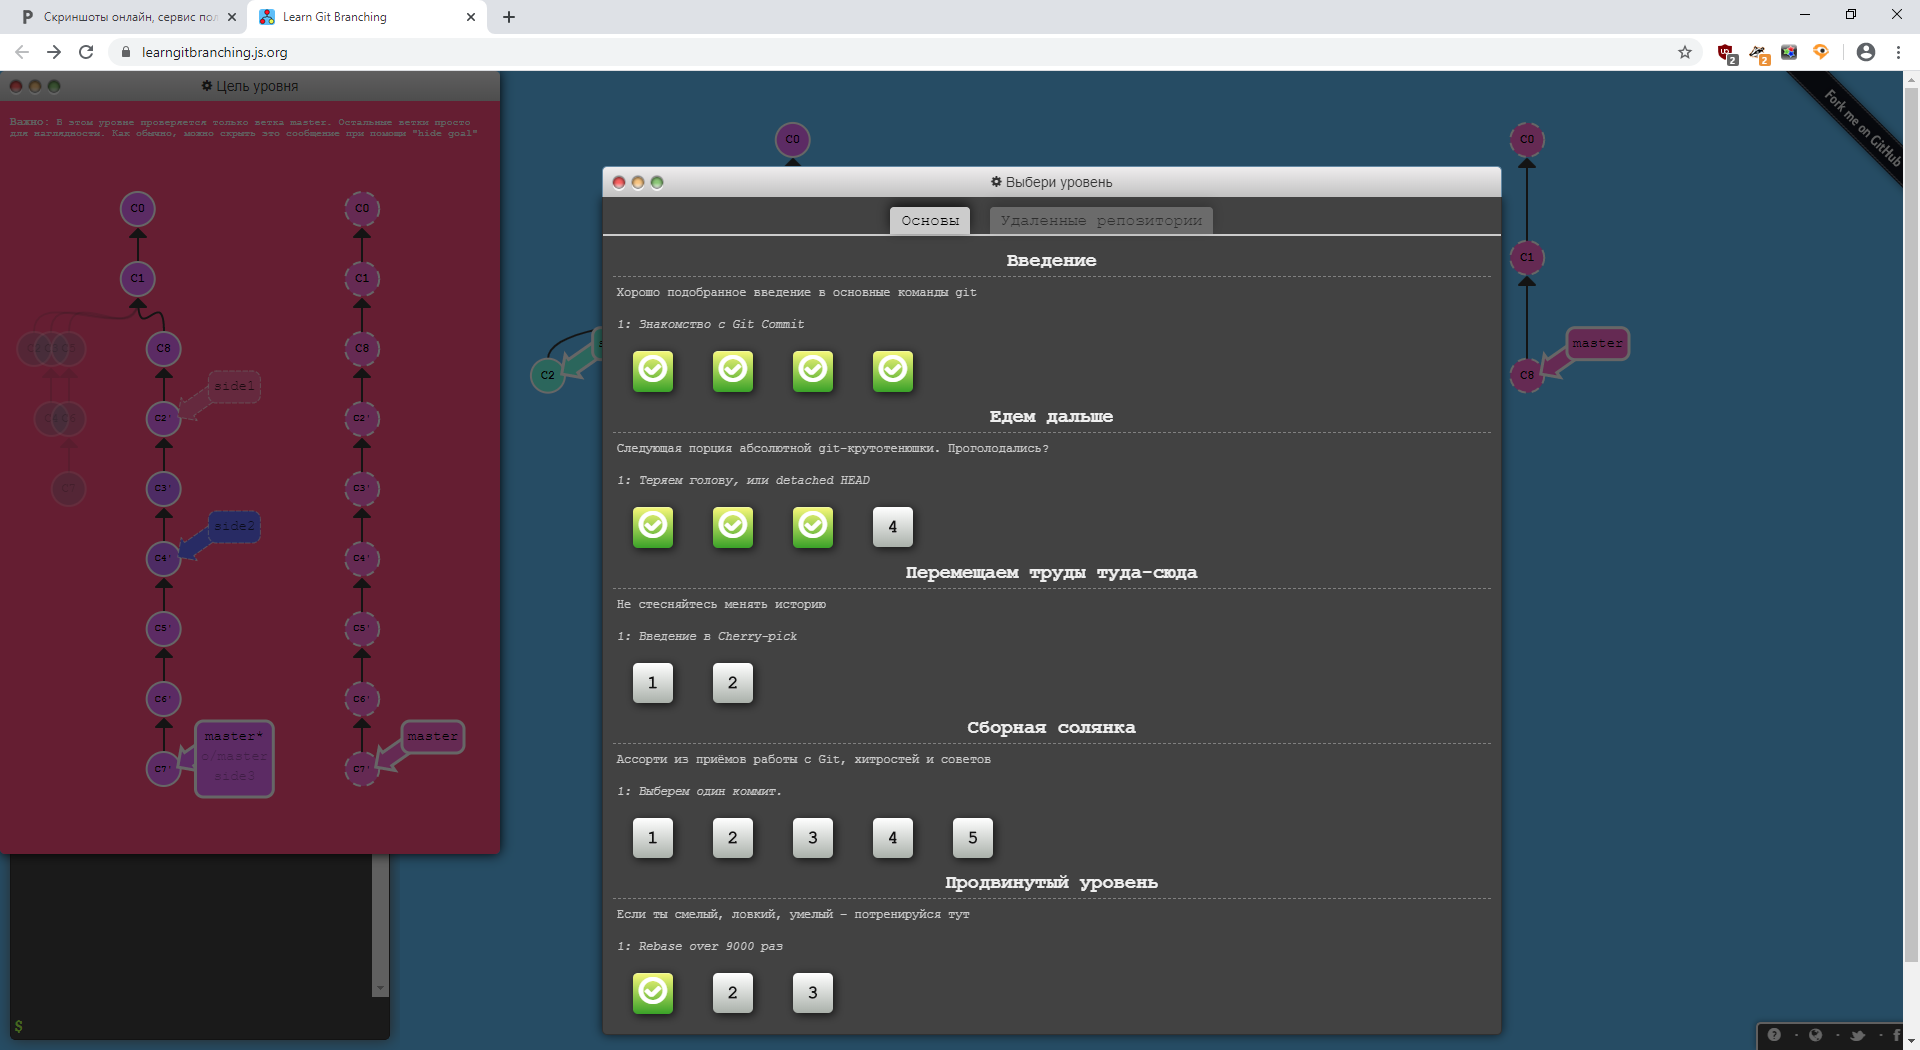 Скриншоты онлайн, сервис пол
Learn Git Branching
learngitbranching.js.org
2
2
Цель уровня
Важно: В этом уровне проверяется только ветка master. Остальные ветки просто
для наглядности. Как обычно, можно скрыть это сообщение при помощи "hide goal"
C0
C0
C1
C1
C8
C8
side1
C2'
C2'
C3'
C3'
side2
C4'
C4'
C5'
C5'
C6'
C6'
master*
o/master
side3
C7'
master
C7'
$
C0
C2
Выбери уровень
Основы
Удаленные репозитории
Введение
Хорошо подобранное введение в основные команды git
1: Знакомство с Git Commit
Едем дальше
Следующая порция абсолютной git-крутотенюшки. Проголодались?
1: Теряем голову, или detached HEAD
4
Перемещаем труды туда-сюда
Не стесняйтесь менять историю
1: Введение в Cherry-pick
1 2
Сборная солянка
Ассорти из приёмов работы с Git, хитростей и советов
1: Выберем один коммит.
1 2 3 4 5
Продвинутый уровень
Если ты смелый, ловкий, умелый – потренируйся тут
1: Rebase over 9000 раз
2 3
C0
C1
master
C8
Fork me on GitHub